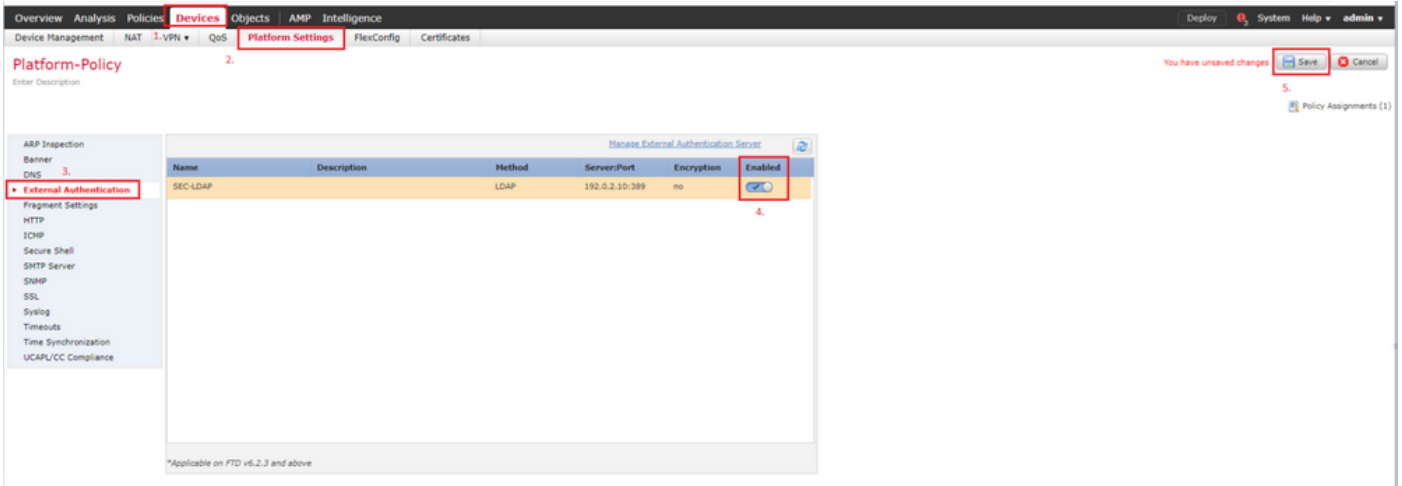 Overview Analysis Policies Devices Objects AMP Intelligence Deploy System Help admin
Device Management NAT 1. VPN QoS Platform Settings FlexConfig Certificates
2.
Platform-Policy
Enter Description
You have unsaved changes Save Cancel
5.
Policy Assignments (1)
ARP Inspection
Banner
DNS
3.
External Authentication
Fragment Settings
HTTP
ICMP
Secure Shell
SMTP Server
SNMP
SSL
Syslog
Timeouts
Time Synchronization
UCAPL/CC Compliance
Manage External Authentication Server
Name Description Method Server:Port Encryption Enabled
SEC-LDAP LDAP 192.0.2.10:389 no
4.
*Applicable on FTD v6.2.3 and above